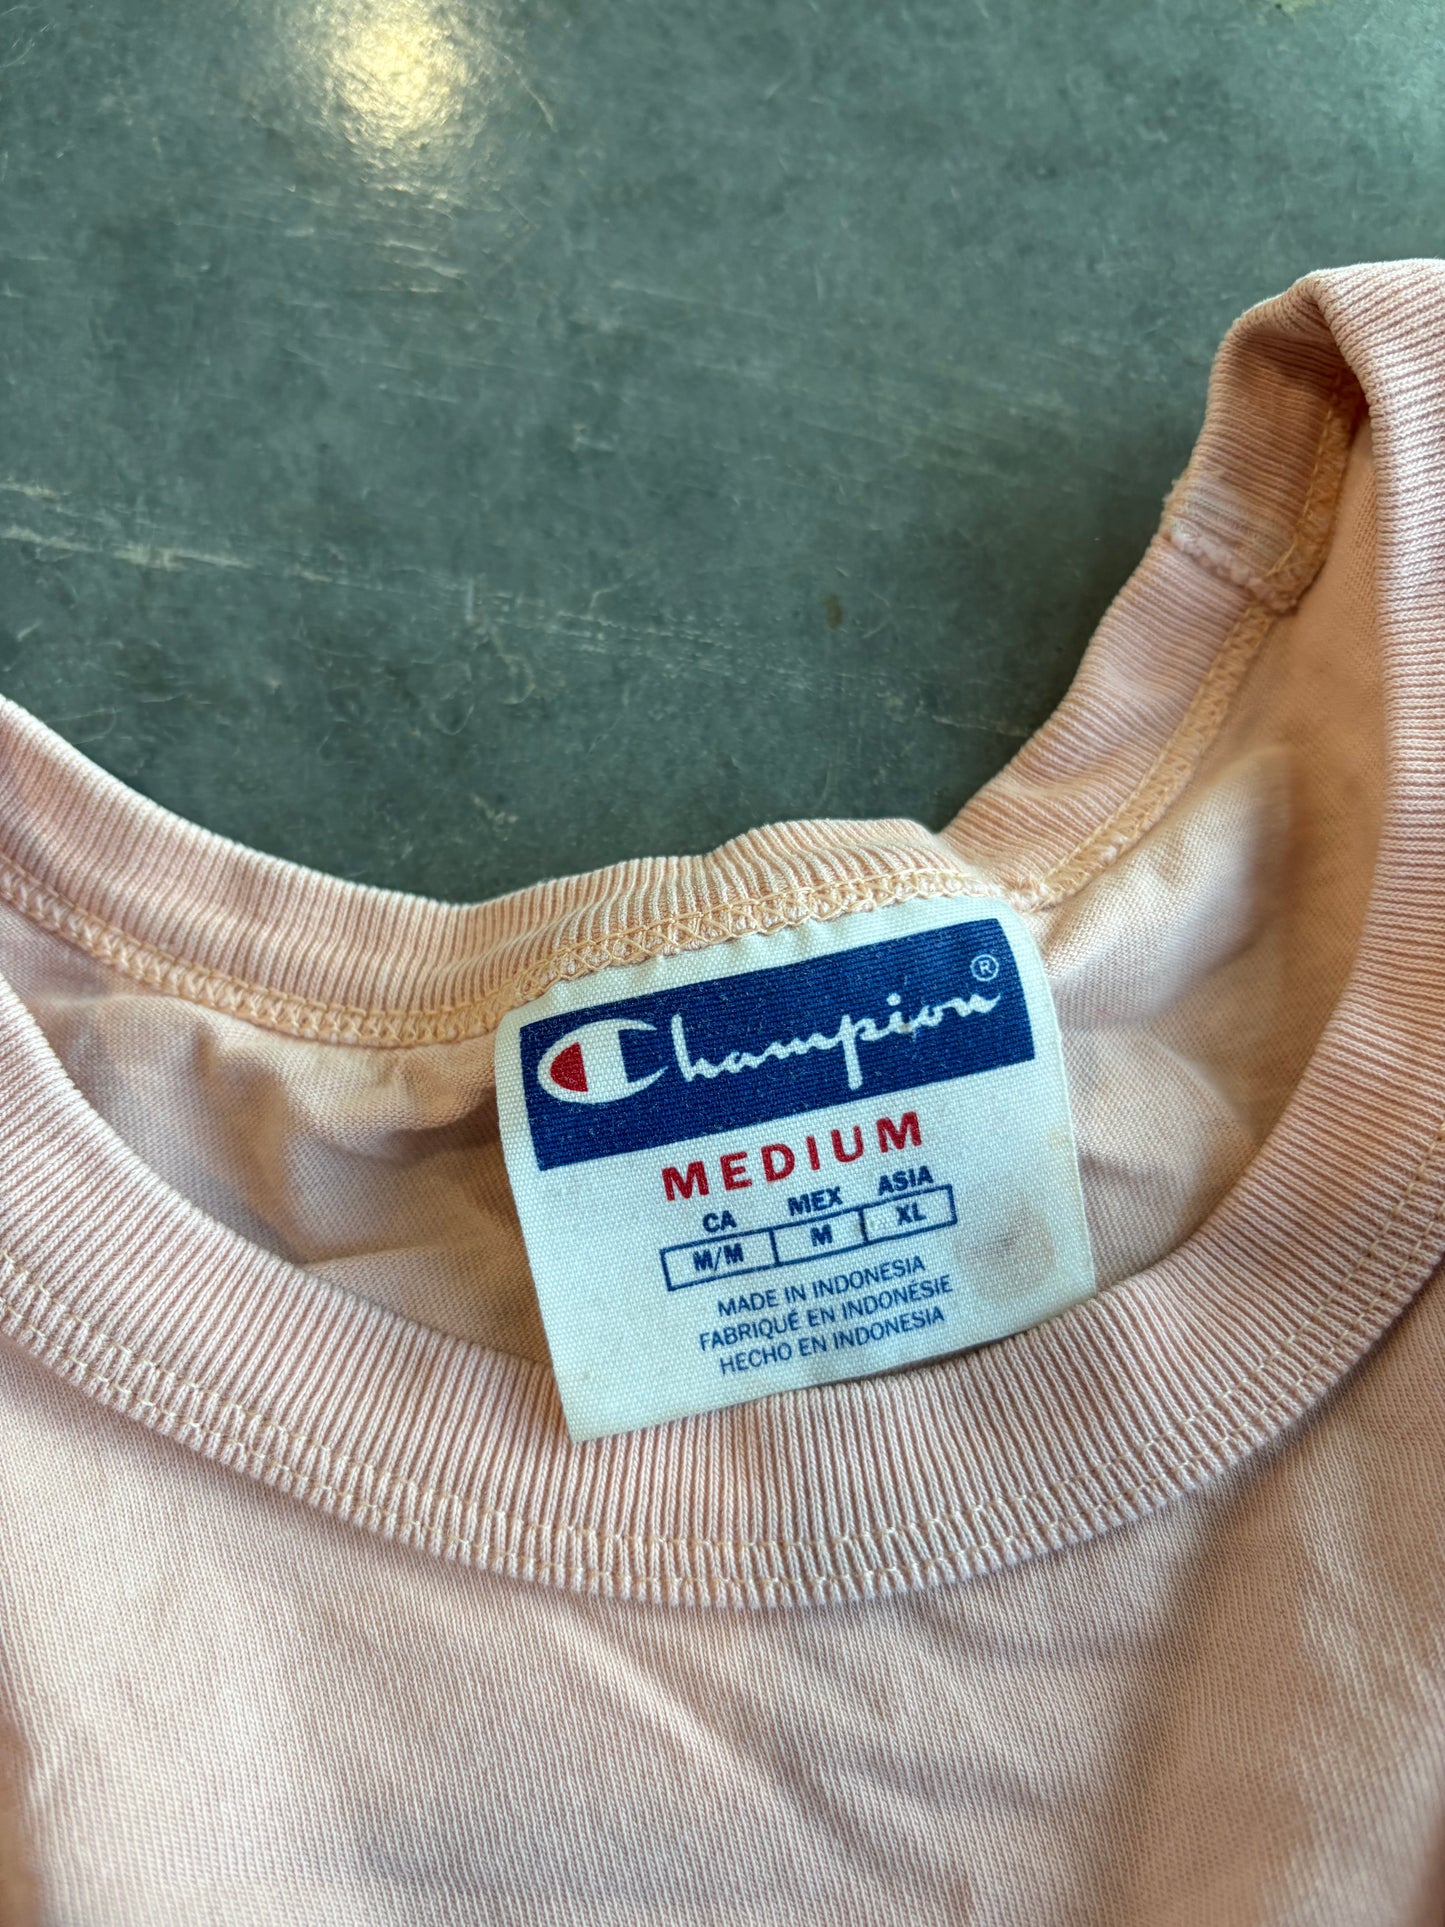 Champion®
MEDIUM
CA MEX ASIA
M/M M XL
MADE IN INDONESIA
FABRIQUÉ EN INDONÉSIE
HECHO EN INDONESIA